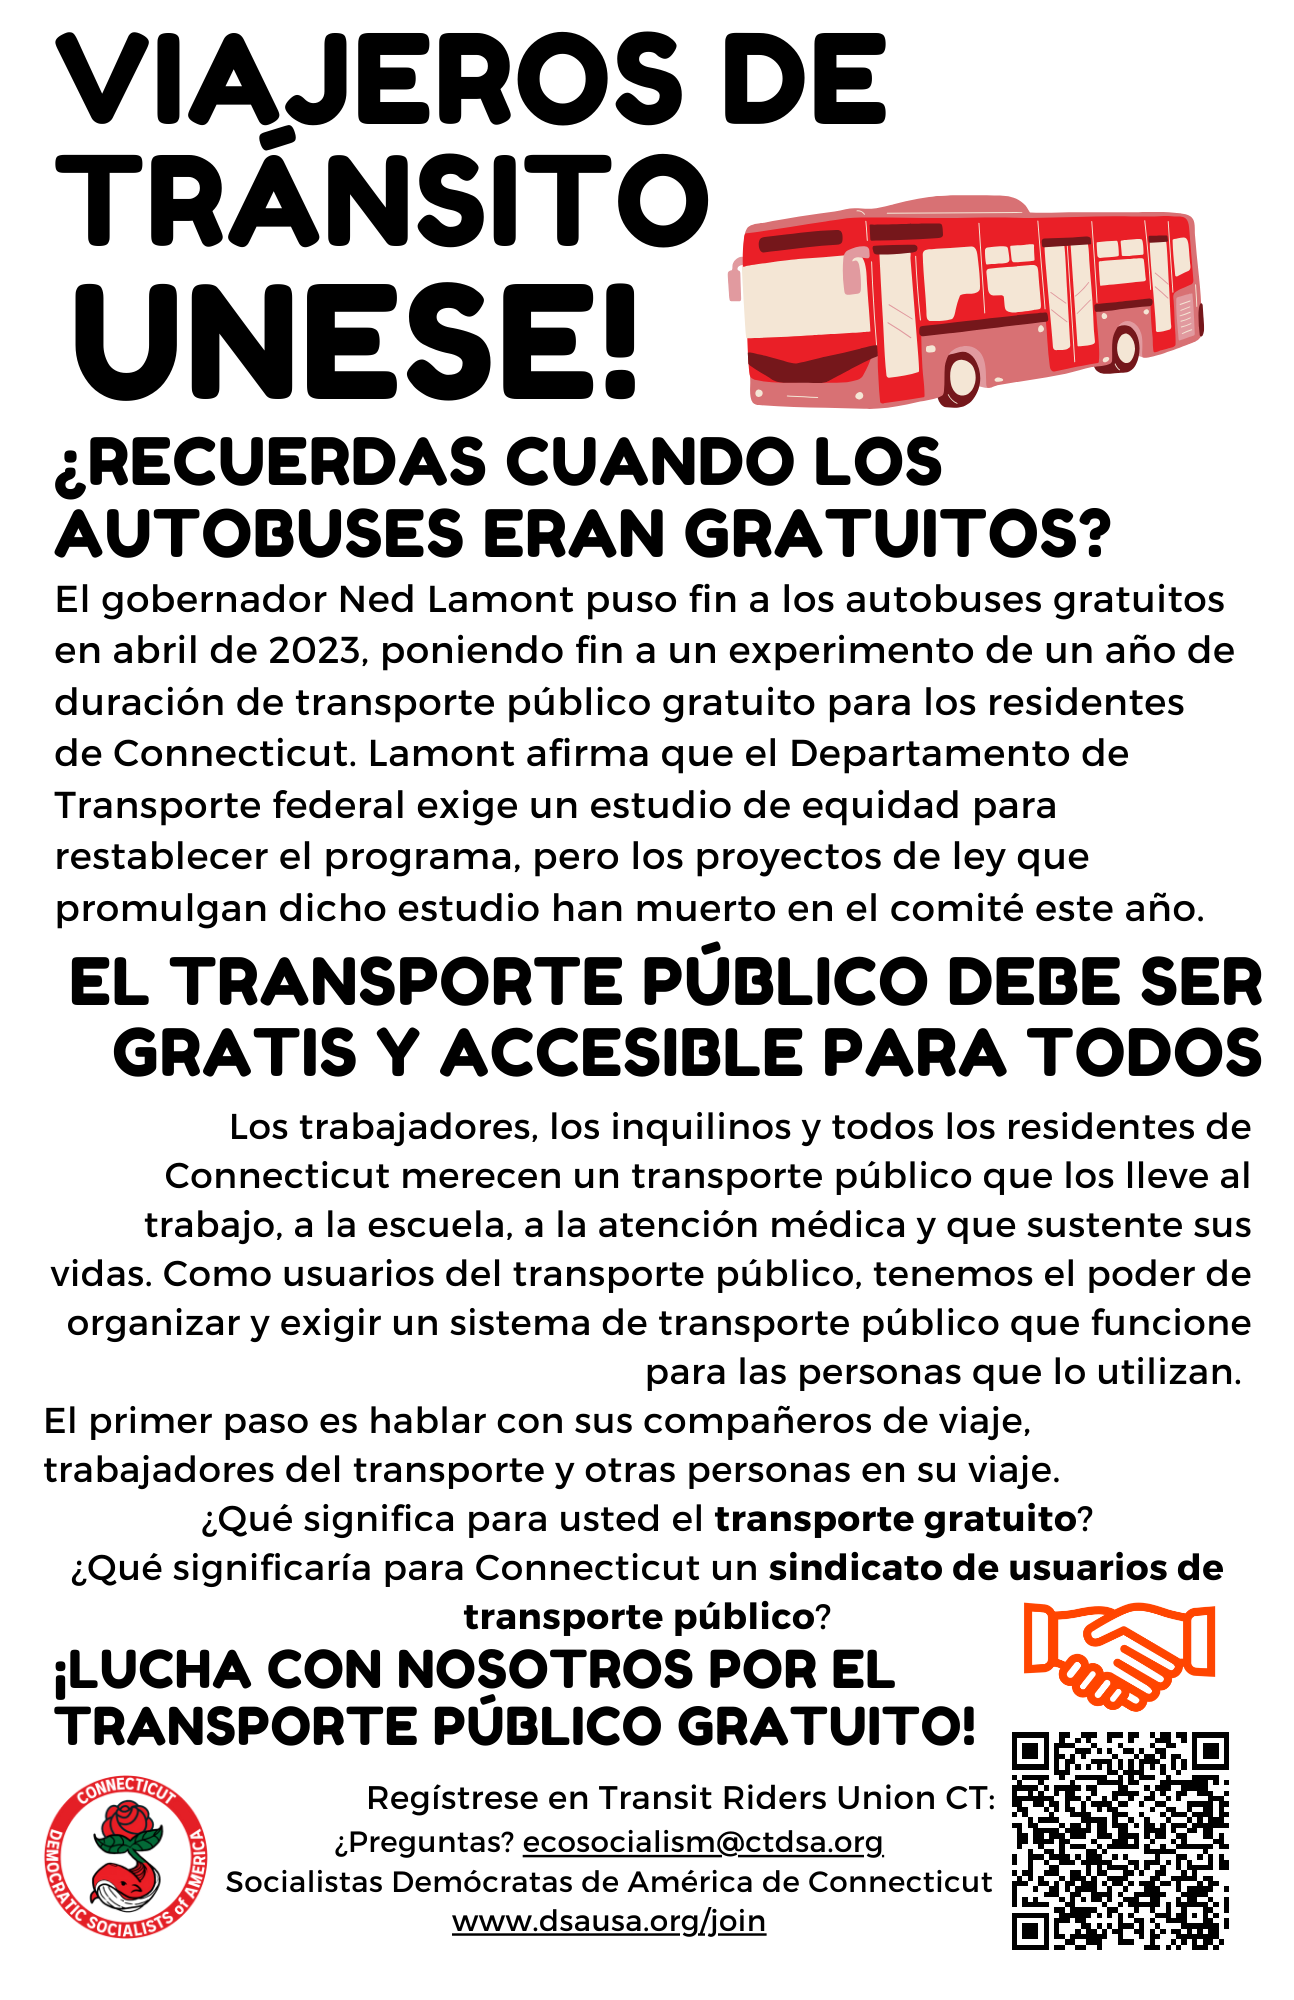 VIAJEROS DE
TRÁNSITO
UNESE!
¿RECUERDAS CUANDO LOS
AUTOBUSES ERAN GRATUITOS?
El gobernador Ned Lamont puso fin a los autobuses gratuitos
en abril de 2023, poniendo fin a un experimento de un año de
duración de transporte público gratuito para los residentes
de Connecticut. Lamont afirma que el Departamento de
Transporte federal exige un estudio de equidad para
restablecer el programa, pero los proyectos de ley que
promulgan dicho estudio han muerto en el comité este año.
EL TRANSPORTE PÚBLICO DEBE SER
GRATIS Y ACCESIBLE PARA TODOS
Los trabajadores, los inquilinos y todos los residentes de
Connecticut merecen un transporte público que los lleve al
trabajo, a la escuela, a la atención médica y que sustente sus
vidas. Como usuarios del transporte público, tenemos el poder de
organizar y exigir un sistema de transporte público que funcione
para las personas que lo utilizan.
El primer paso es hablar con sus compañeros de viaje,
trabajadores del transporte y otras personas en su viaje.
¿Qué significa para usted el transporte gratuito?
¿Qué significaría para Connecticut un sindicato de usuarios de
transporte público?
¡LUCHA CON NOSOTROS POR EL
TRANSPORTE PÚBLICO GRATUITO!
CONNECTICUT
DEMOCRATIC SOCIALISTS of AMERICA
Regístrese en Transit Riders Union CT:
¿Preguntas? ecosocialism@ctdsa.org
Socialistas Demócratas de América de Connecticut
www.dsausa.org/join